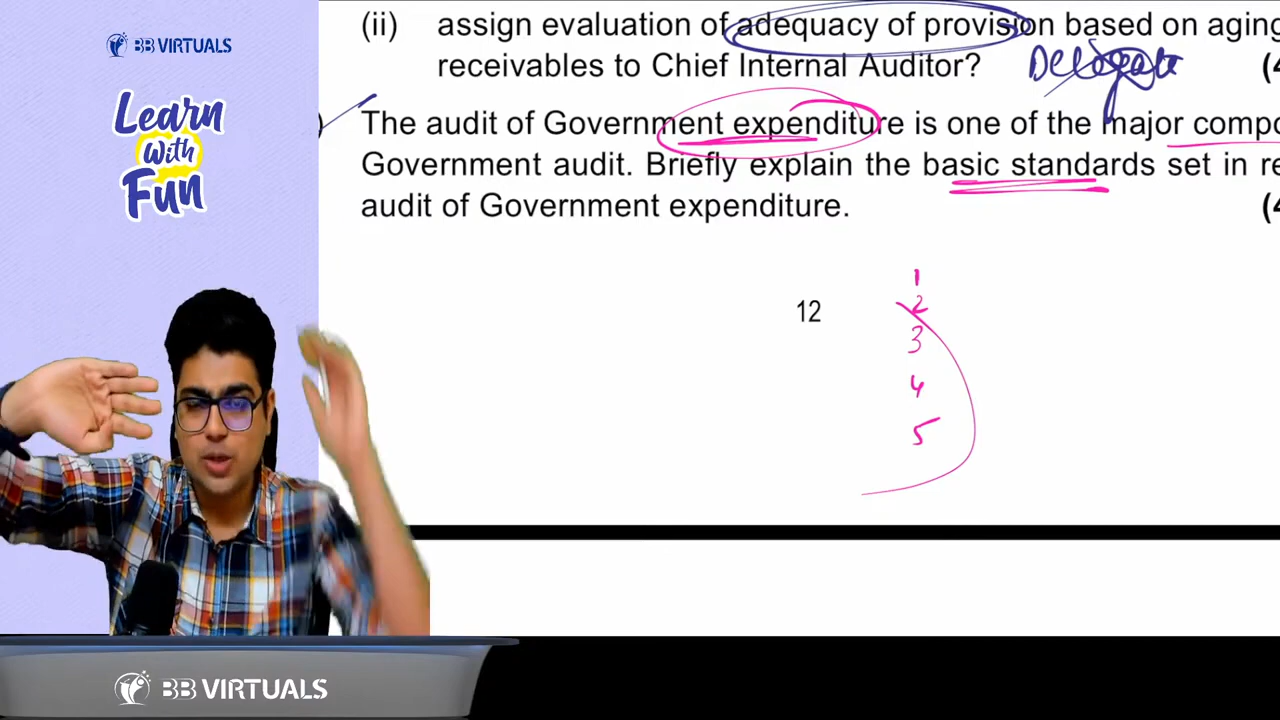 BB VIRTUALS
Learn
With
Fun
(ii) assign evaluation of adequacy of provision based on aging
receivables to Chief Internal Auditor? (4
) The audit of Government expenditure is one of the major compo
Government audit. Briefly explain the basic standards set in re
audit of Government expenditure. (4
12
1
2
3
4
5
BB VIRTUALS